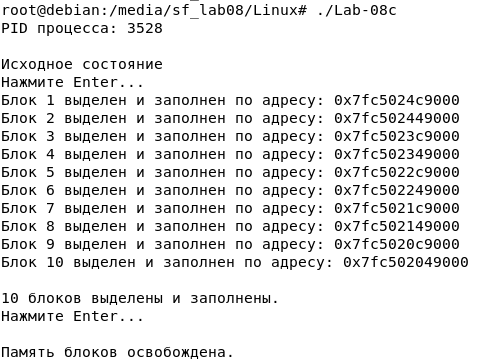 root@debian:/media/sf_lab08/Linux# ./Lab-08c
PID процесса: 3528
Исходное состояние
Нажмите Enter...
Блок 1 выделен и заполнен по адресу: 0x7fc5024c9000
Блок 2 выделен и заполнен по адресу: 0x7fc502449000
Блок 3 выделен и заполнен по адресу: 0x7fc5023c9000
Блок 4 выделен и заполнен по адресу: 0x7fc502349000
Блок 5 выделен и заполнен по адресу: 0x7fc5022c9000
Блок 6 выделен и заполнен по адресу: 0x7fc502249000
Блок 7 выделен и заполнен по адресу: 0x7fc5021c9000
Блок 8 выделен и заполнен по адресу: 0x7fc502149000
Блок 9 выделен и заполнен по адресу: 0x7fc5020c9000
Блок 10 выделен и заполнен по адресу: 0x7fc502049000
10 блоков выделены и заполнены.
Нажмите Enter...
Память блоков освобождена.